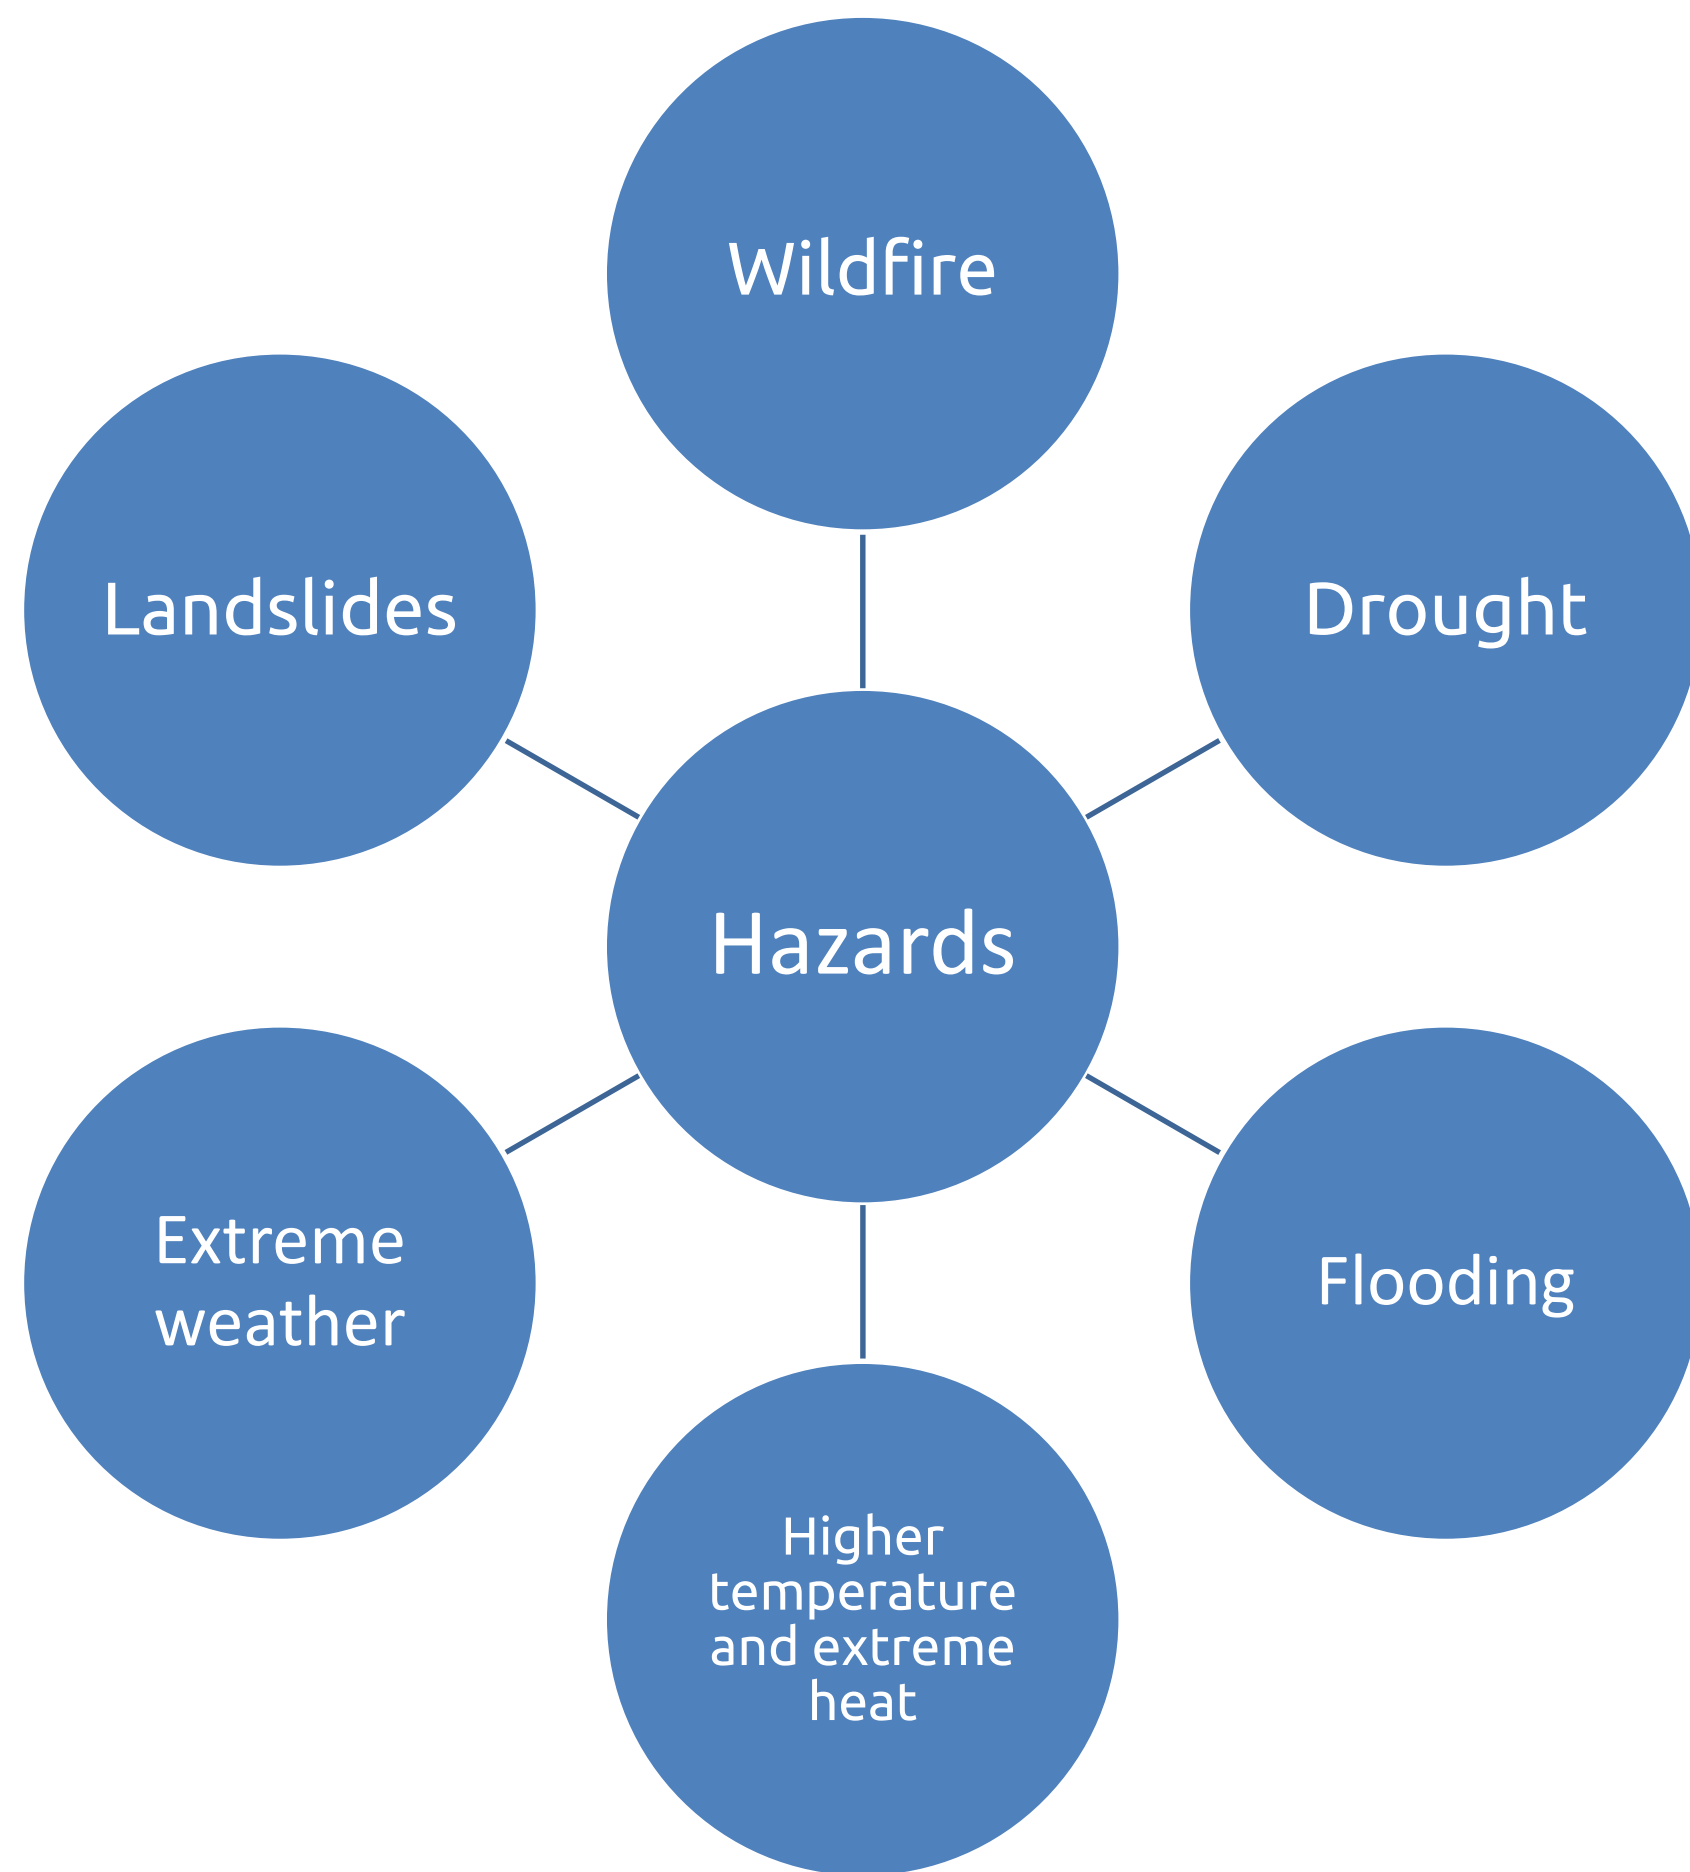 Wildfire
Landslides
Drought
Hazards
Extreme
weather
Flooding
Higher
temperature
and extreme
heat